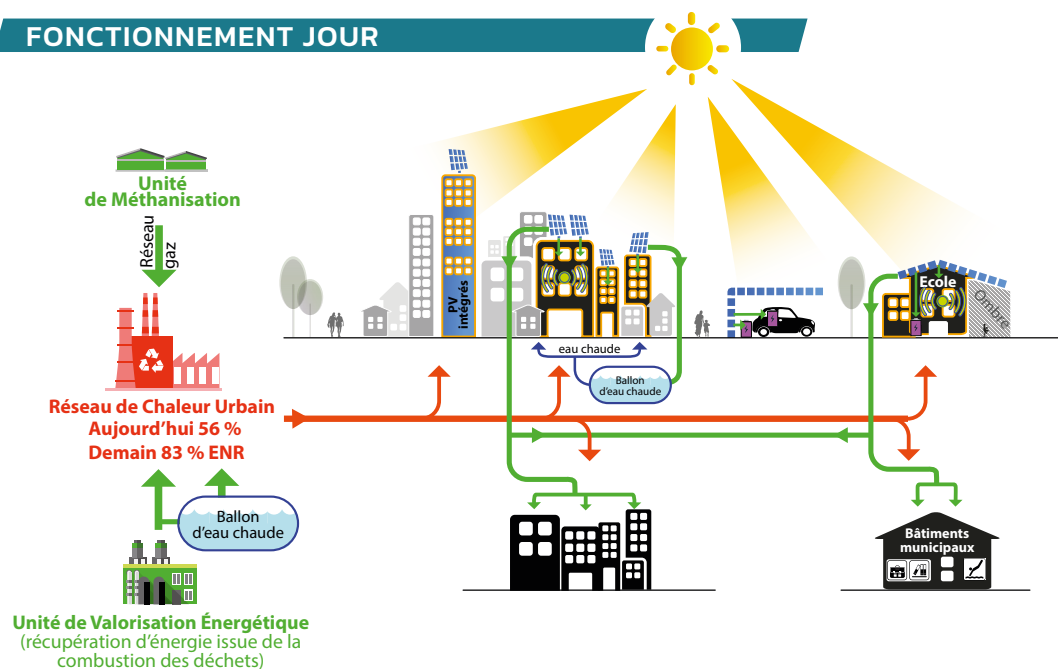 FONCTIONNEMENT JOUR
Unité
de Méthanisation
Réseau
gaz
Réseau de Chaleur Urbain
Aujourd'hui 56 %
Demain 83 % ENR
Ballon
d'eau chaude
Unité de Valorisation Énergétique
(récupération d'énergie issue de la
combustion des déchets)
PV
intégrés
eau chaude
Ballon
d'eau chaude
Ecole
Ombre
Bâtiments
municipaux